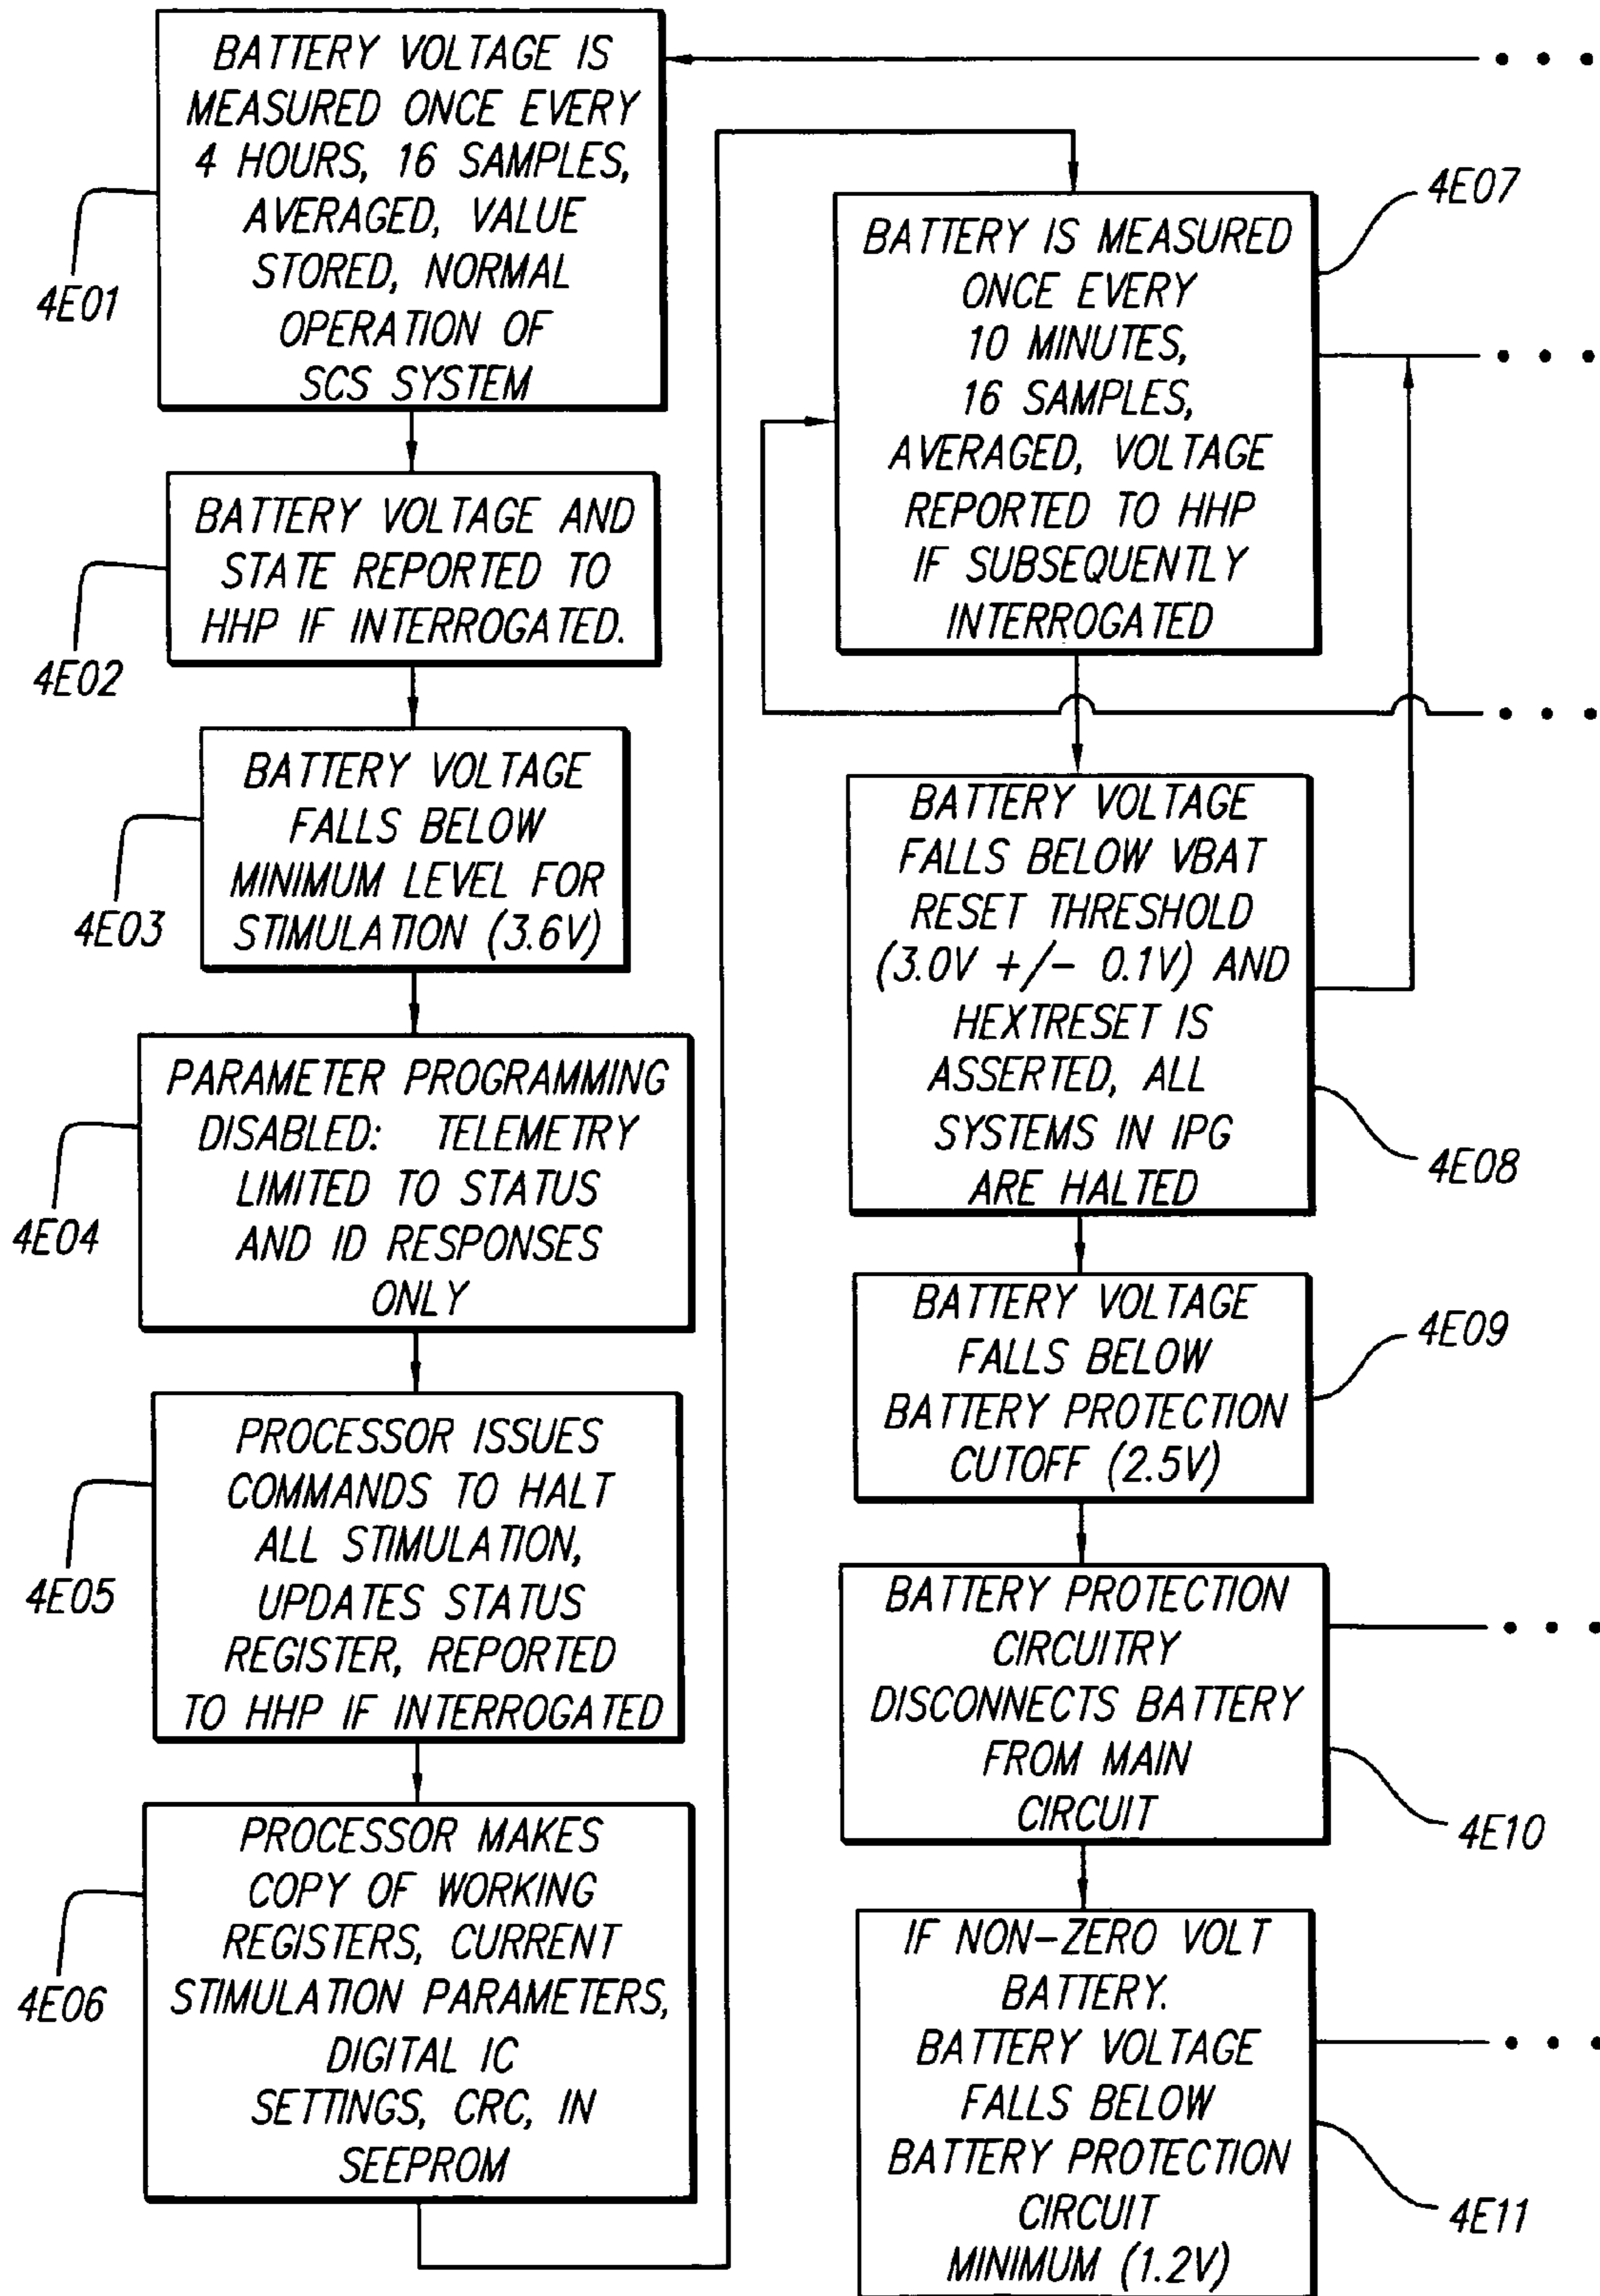 BATTERY VOLTAGE IS
MEASURED ONCE EVERY
4 HOURS, 16 SAMPLES,
AVERAGED, VALUE
STORED, NORMAL
OPERATION OF
SCS SYSTEM
4E01
BATTERY VOLTAGE AND
STATE REPORTED TO
HHP IF INTERROGATED.
4E02
BATTERY VOLTAGE
FALLS BELOW
MINIMUM LEVEL FOR
STIMULATION (3.6V)
4E03
PARAMETER PROGRAMMING
DISABLED: TELEMETRY
LIMITED TO STATUS
AND ID RESPONSES
ONLY
4E04
PROCESSOR ISSUES
COMMANDS TO HALT
ALL STIMULATION,
UPDATES STATUS
REGISTER, REPORTED
TO HHP IF INTERROGATED
4E05
PROCESSOR MAKES
COPY OF WORKING
REGISTERS, CURRENT
STIMULATION PARAMETERS,
DIGITAL IC
SETTINGS, CRC, IN
SEEPROM
4E06
BATTERY IS MEASURED
ONCE EVERY
10 MINUTES,
16 SAMPLES,
AVERAGED, VOLTAGE
REPORTED TO HHP
IF SUBSEQUENTLY
INTERROGATED
4E07
BATTERY VOLTAGE
FALLS BELOW VBAT
RESET THRESHOLD
(3.0V +/- 0.1V) AND
HEXTRESET IS
ASSERTED, ALL
SYSTEMS IN IPG
ARE HALTED
4E08
BATTERY VOLTAGE
FALLS BELOW
BATTERY PROTECTION
CUTOFF (2.5V)
4E09
BATTERY PROTECTION
CIRCUITRY
DISCONNECTS BATTERY
FROM MAIN
CIRCUIT
4E10
IF NON-ZERO VOLT
BATTERY.
BATTERY VOLTAGE
FALLS BELOW
BATTERY PROTECTION
CIRCUIT
MINIMUM (1.2V)
4E11